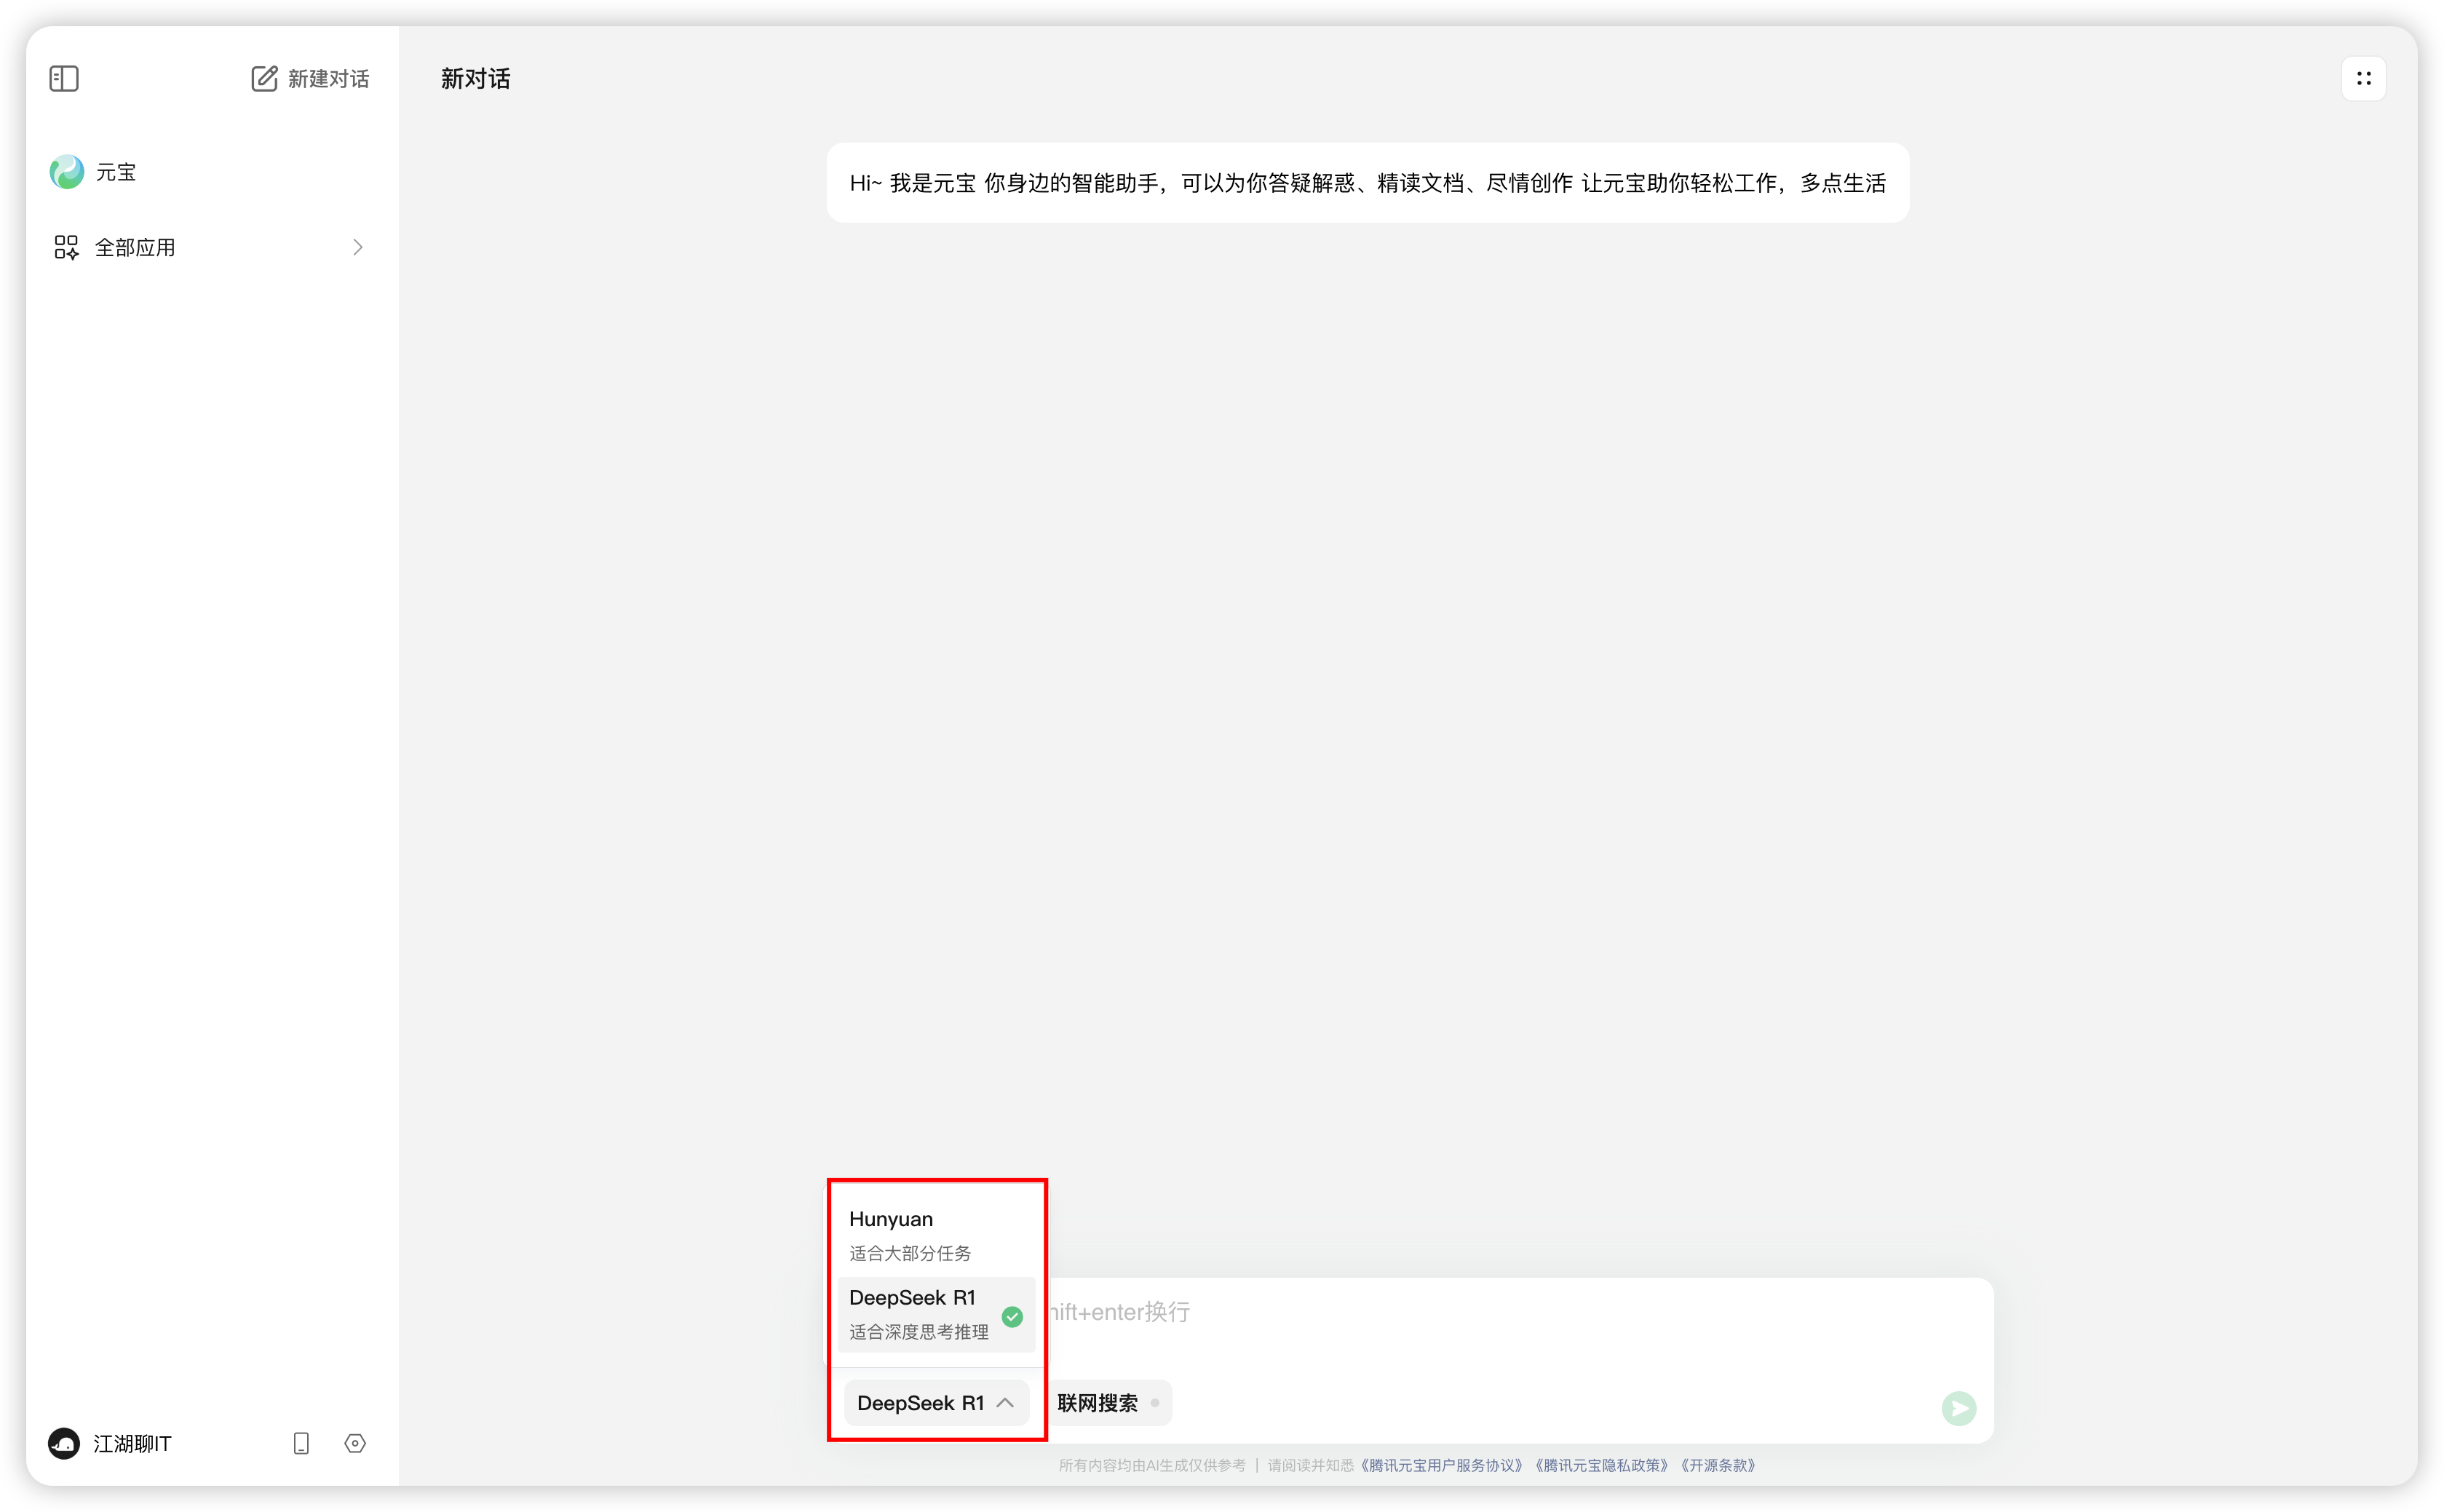 新建对话
元宝
全部应用
江湖聊IT
新对话
Hi~ 我是元宝 你身边的智能助手，可以为你答疑解惑、精读文档、尽情创作 让元宝助你轻松工作，多点生活
Hunyuan
适合大部分任务
DeepSeek R1
适合深度思考推理
+enter换行
DeepSeek R1
联网搜索
所有内容均由AI生成仅供参考 | 请阅读并知悉《腾讯元宝用户服务协议》《腾讯元宝隐私政策》《开源条款》